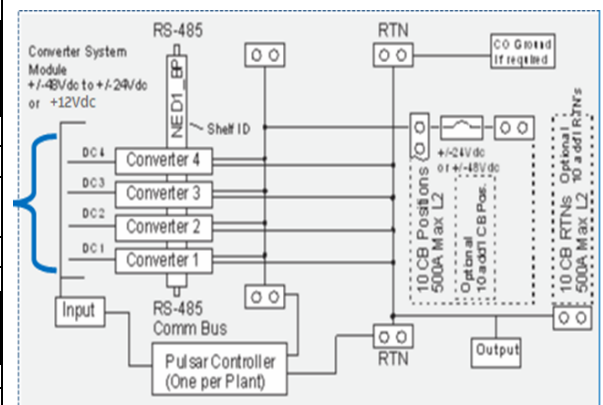 RS-485
RTN
Converter System
Module
+/-48Vdc to +/-24Vdc
or +12Vdc
CO Ground
If required
NED1_BP
Shelf ID
DC4
Converter 4
DC3
Converter 3
DC2
Converter 2
DC1
Converter 1
+/-24Vdc
or +/-48Vdc
10 CB Positions
500A Max L2
Optional
10 add'l CB Pos.
10 CB RTNs
500A Max L2
Optional
10 add'l RTN's
Input
RS-485
Comm Bus
Pulsar Controller
(One per Plant)
RTN
Output